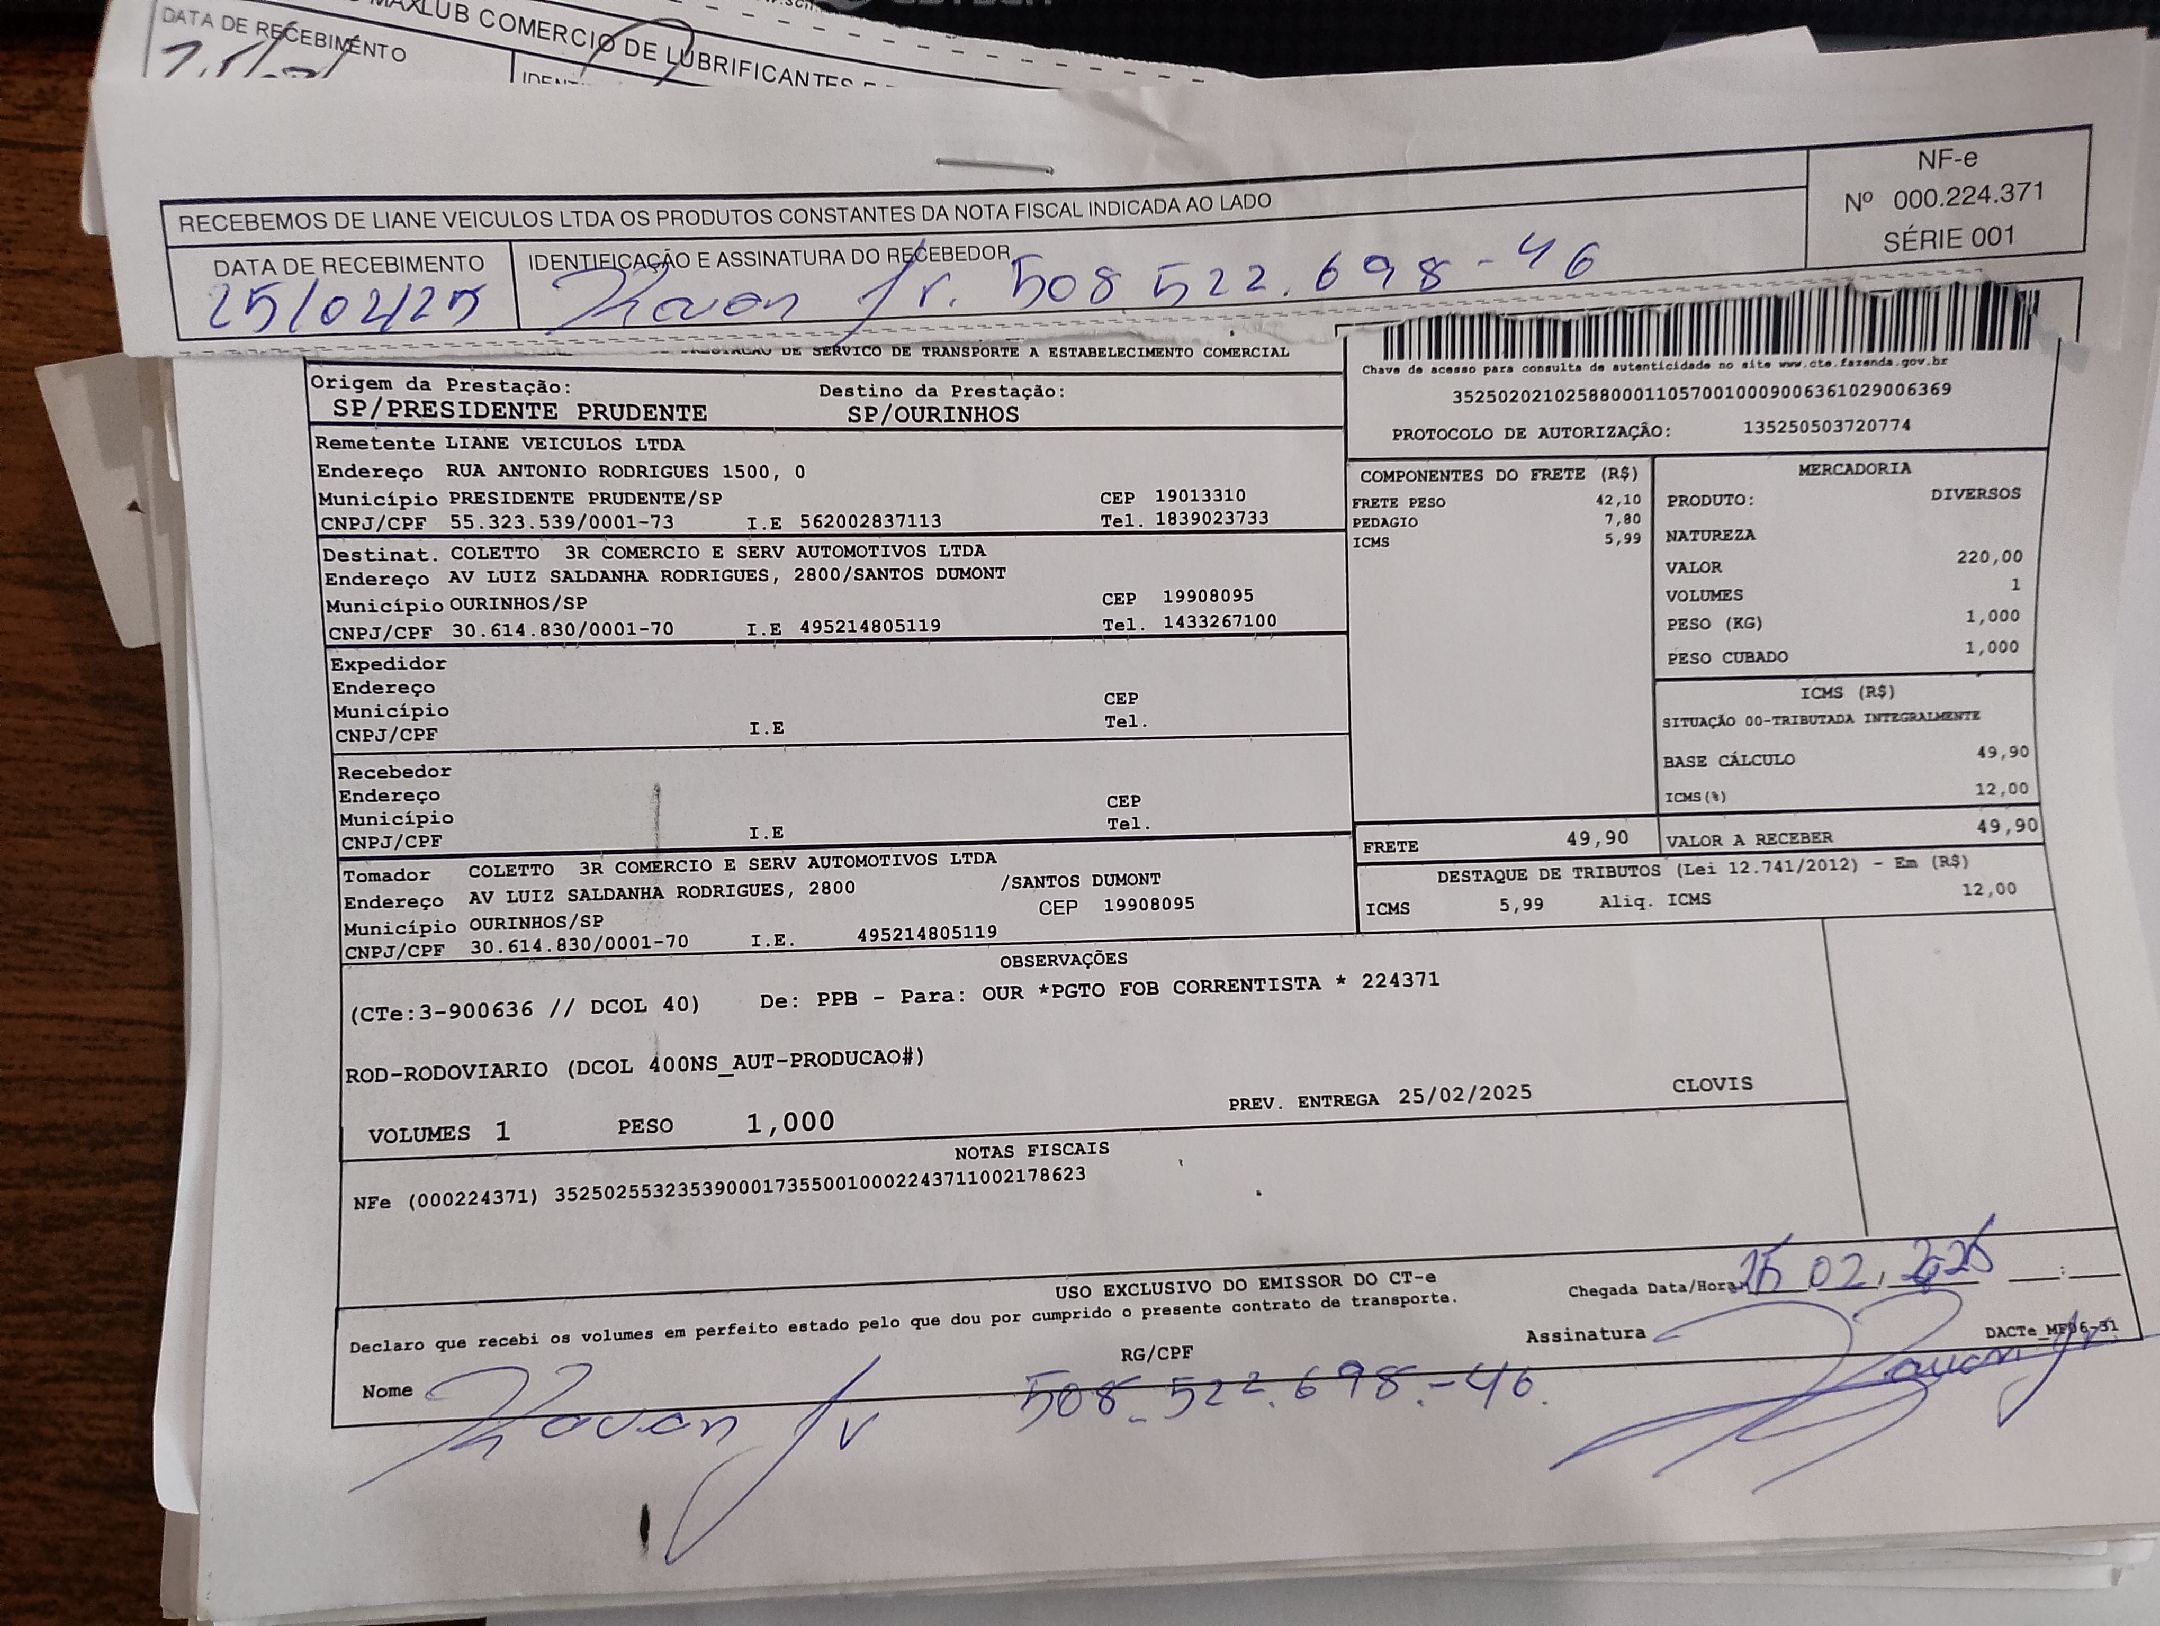 MAXLUB COMERCIO DE LUBRIFICANTES E
DATA DE RECEBIMENTO
NF-e
Nº 000.224.371
SÉRIE 001
RECEBEMOS DE LIANE VEICULOS LTDA OS PRODUTOS CONSTANTES DA NOTA FISCAL INDICADA AO LADO
DATA DE RECEBIMENTO IDENTIFICAÇÃO E ASSINATURA DO RECEBEDOR
25/02/25 Kauan Jr. 508 522.698-46
DE SERVICO DE TRANSPORTE A ESTABELECIMENTO COMERCIAL
Chave de acesso para consulta de autenticidade no site www.cte.fazenda.gov.br
35250202102588000110570010009006361029006369
PROTOCOLO DE AUTORIZAÇÃO: 135250503720774
Origem da Prestação: Destino da Prestação:
SP/PRESIDENTE PRUDENTE SP/OURINHOS
Remetente LIANE VEICULOS LTDA
Endereço RUA ANTONIO RODRIGUES 1500, 0
Município PRESIDENTE PRUDENTE/SP CEP 19013310
CNPJ/CPF 55.323.539/0001-73 I.E 562002837113 Tel. 1839023733
Destinat. COLETTO 3R COMERCIO E SERV AUTOMOTIVOS LTDA
Endereço AV LUIZ SALDANHA RODRIGUES, 2800/SANTOS DUMONT
Município OURINHOS/SP CEP 19908095
CNPJ/CPF 30.614.830/0001-70 I.E 495214805119 Tel. 1433267100
Expedidor
Endereço
Município CEP
CNPJ/CPF I.E Tel.
Recebedor
Endereço
Município CEP
CNPJ/CPF I.E Tel.
Tomador COLETTO 3R COMERCIO E SERV AUTOMOTIVOS LTDA
Endereço AV LUIZ SALDANHA RODRIGUES, 2800 /SANTOS DUMONT
Município OURINHOS/SP CEP 19908095
CNPJ/CPF 30.614.830/0001-70 I.E. 495214805119
COMPONENTES DO FRETE (R$)
FRETE PESO 42,10
PEDAGIO 7,80
ICMS 5,99
MERCADORIA
PRODUTO: DIVERSOS
NATUREZA
VALOR 220,00
VOLUMES 1
PESO (KG) 1,000
PESO CUBADO 1,000
ICMS (R$)
SITUAÇÃO 00-TRIBUTADA INTEGRALMENTE
BASE CÁLCULO 49,90
ICMS(%) 12,00
FRETE 49,90 VALOR A RECEBER 49,90
DESTAQUE DE TRIBUTOS (Lei 12.741/2012) - Em (R$)
ICMS 5,99 Aliq. ICMS 12,00
OBSERVAÇÕES
(CTe:3-900636 // DCOL 40) De: PPB - Para: OUR *PGTO FOB CORRENTISTA * 224371
ROD-RODOVIARIO (DCOL 400NS_AUT-PRODUCAO#)
VOLUMES 1 PESO 1,000 PREV. ENTREGA 25/02/2025 CLOVIS
NOTAS FISCAIS
NFe (000224371) 35250255323539000173550010002243711002178623
USO EXCLUSIVO DO EMISSOR DO CT-e
Declaro que recebi os volumes em perfeito estado pelo que dou por cumprido o presente contrato de transporte.
Chegada Data/Hora 25 02, 2025
Nome Kauan Jr RG/CPF 508.522.698-46. Assinatura Kauan Jr. DACTe_MF06-31